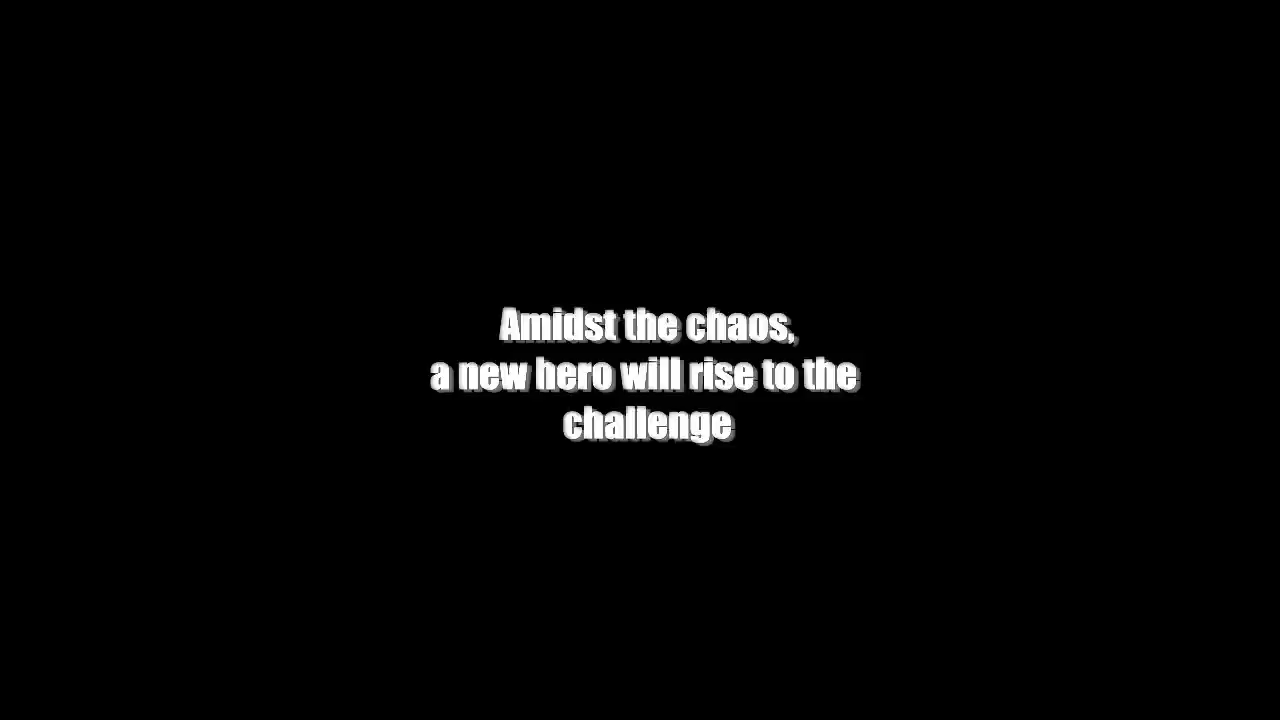 Amidst the chaos,
a new hero will rise to the
challenge